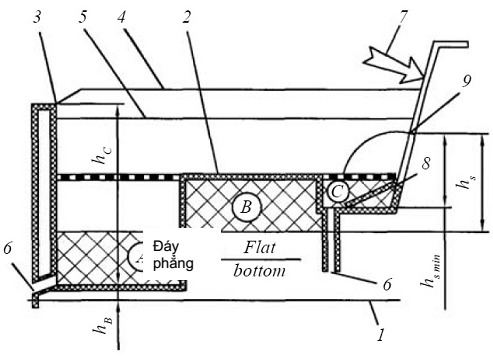 3
5
4
2
7
9
h_C
8
h_s
B
C
A
Đáy
phẳng
Flat
bottom
6
6
h_s min
h_B
1